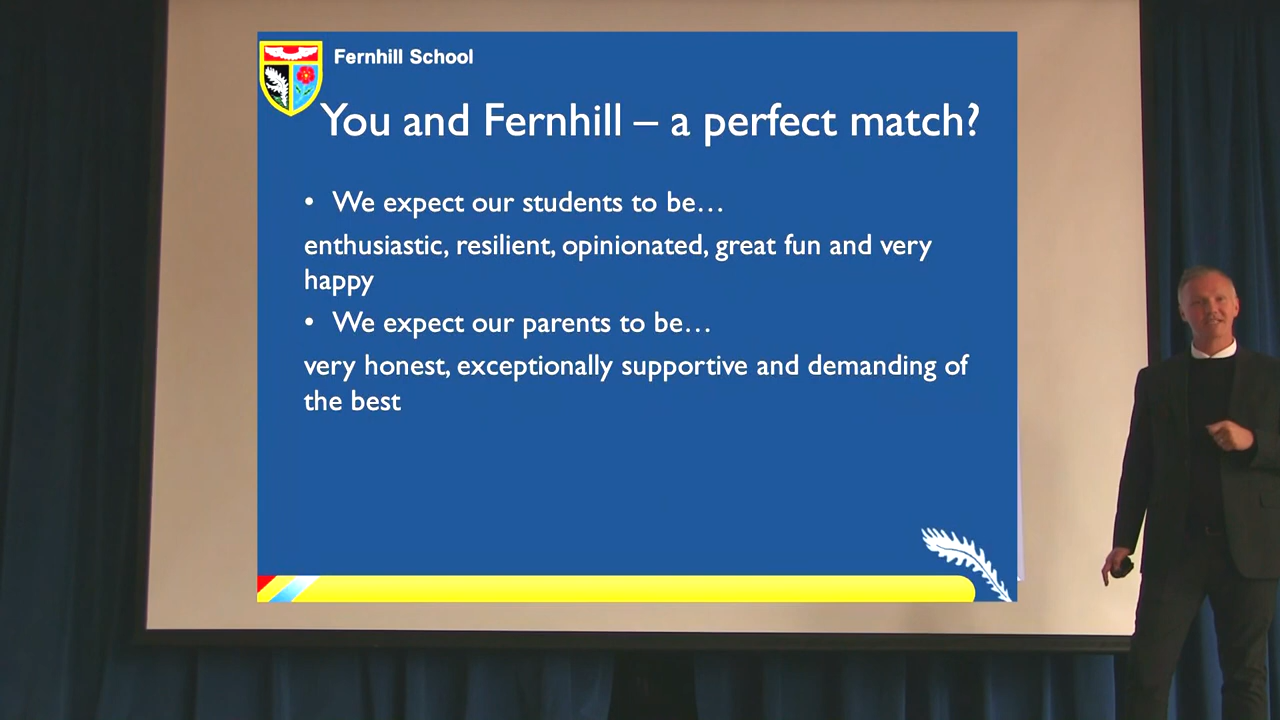 Fernhill School
You and Fernhill – a perfect match?
• We expect our students to be…
enthusiastic, resilient, opinionated, great fun and very
happy
• We expect our parents to be…
very honest, exceptionally supportive and demanding of
the best